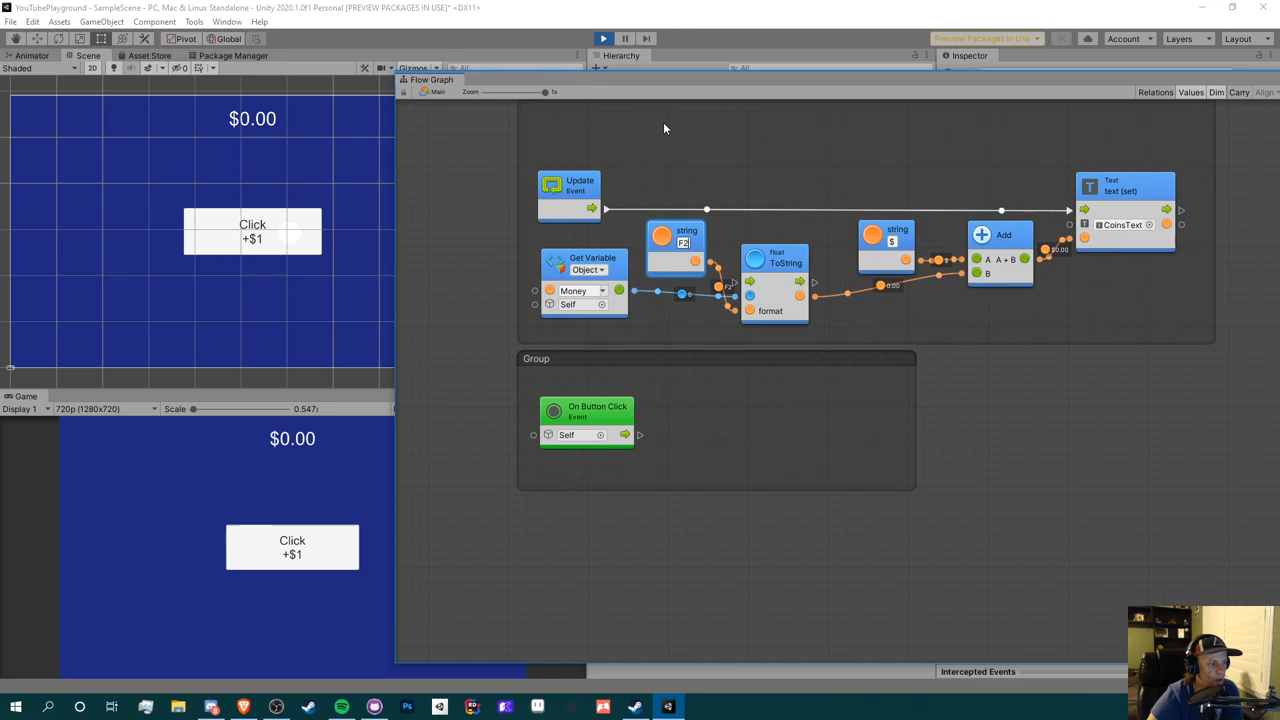 YouTubePlayground - SampleScene - PC, Mac & Linux Standalone - Unity 2020.1.0f1 Personal [PREVIEW PACKAGES IN USE]* <DX11>
File Edit Assets GameObject Component Tools Window Help
Pivot Global Preview Packages in Use Account Layers Layout
Animator Scene Asset Store Package Manager Hierarchy Inspector
Shaded 2D 0 Gizmos All All
Flow Graph
Main Zoom 1x Relations Values Dim Carry Align
$0.00
Click
+$1
Update
Event
string
F2
Get Variable
Object
Money
Self
0
F2
float
ToString
format
string
$
$
0.00
Add
A A + B
B
$0.00
Text
text (set)
CoinsText
Group
On Button Click
Event
Self
Game
Display 1 720p (1280x720) Scale 0.547
$0.00
Click
+$1
Intercepted Events